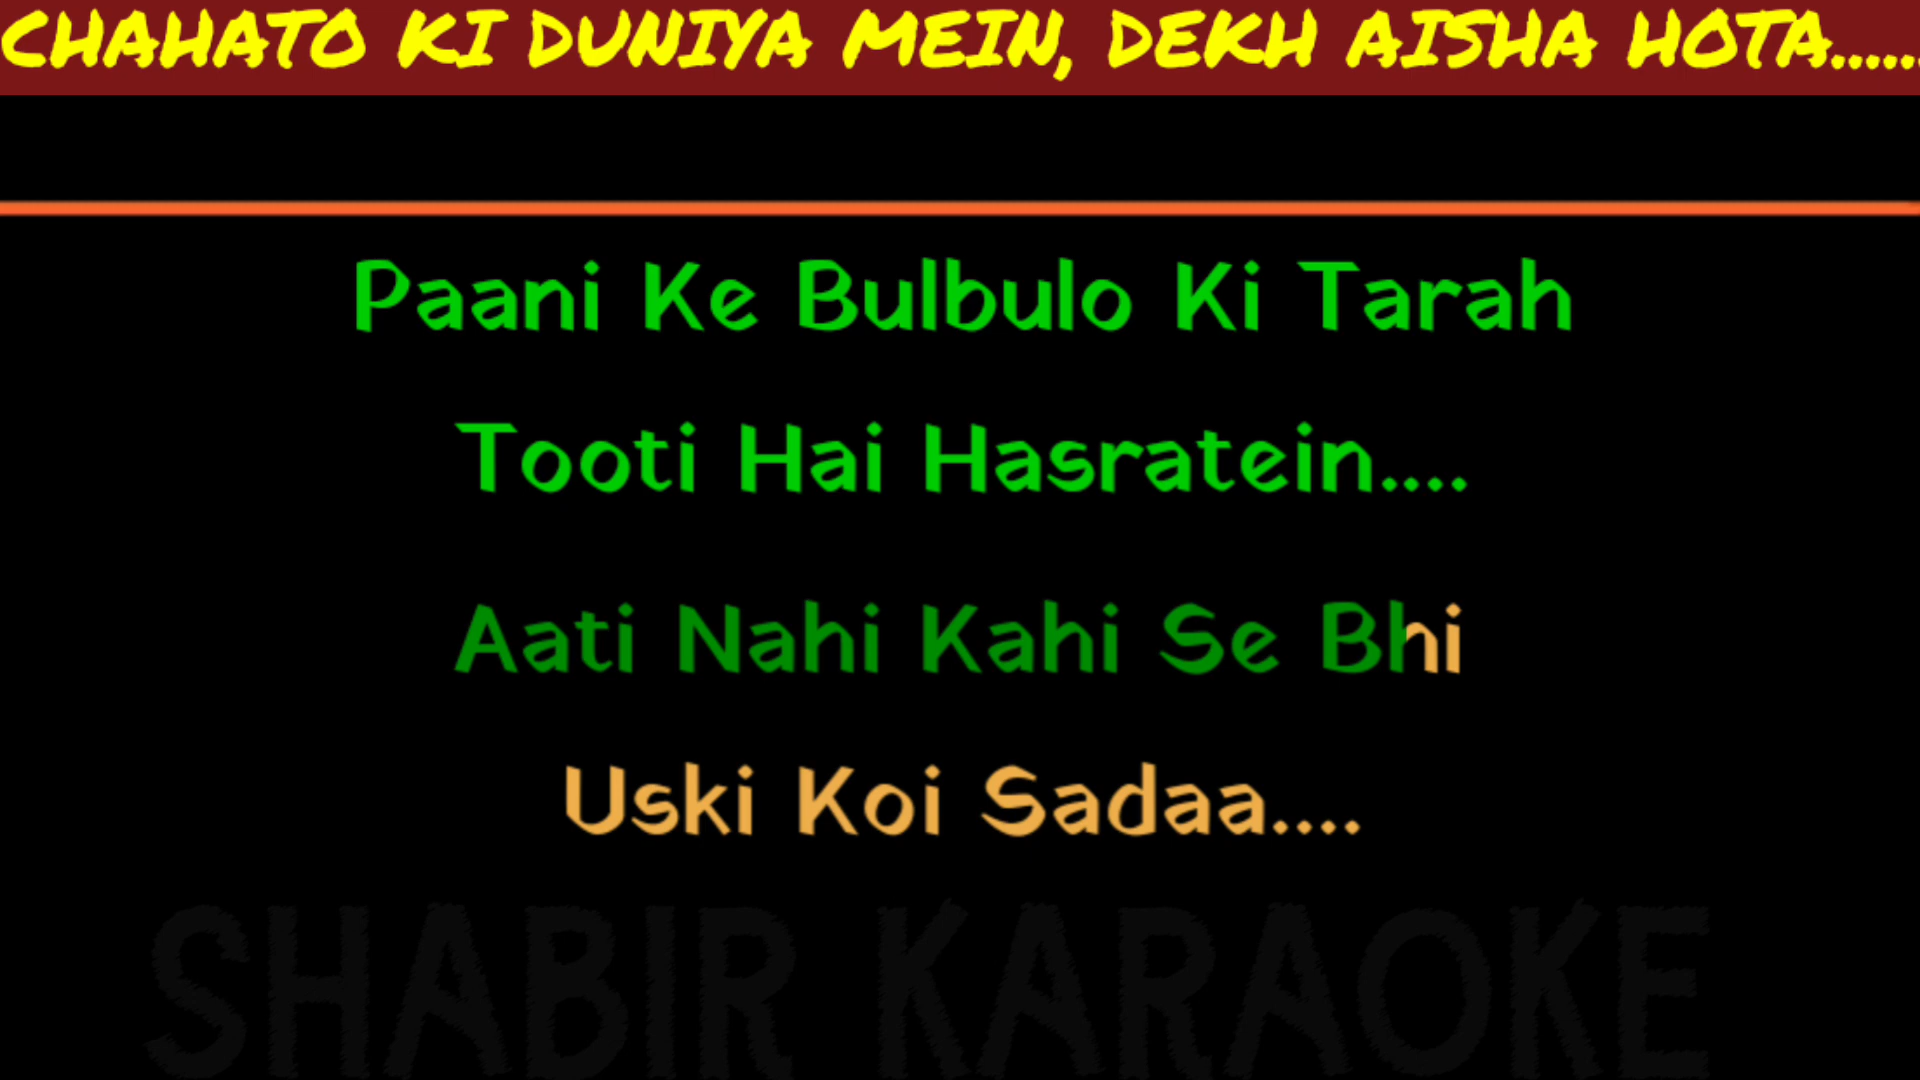 CHAHATO KI DUNIYA MEIN, DEKH AISHA HOTA......
Paani Ke Bulbulo Ki Tarah
Tooti Hai Hasratein....
Aati Nahi Kahi Se Bhi
Uski Koi Sadaa....
SHABIR KARAOKE